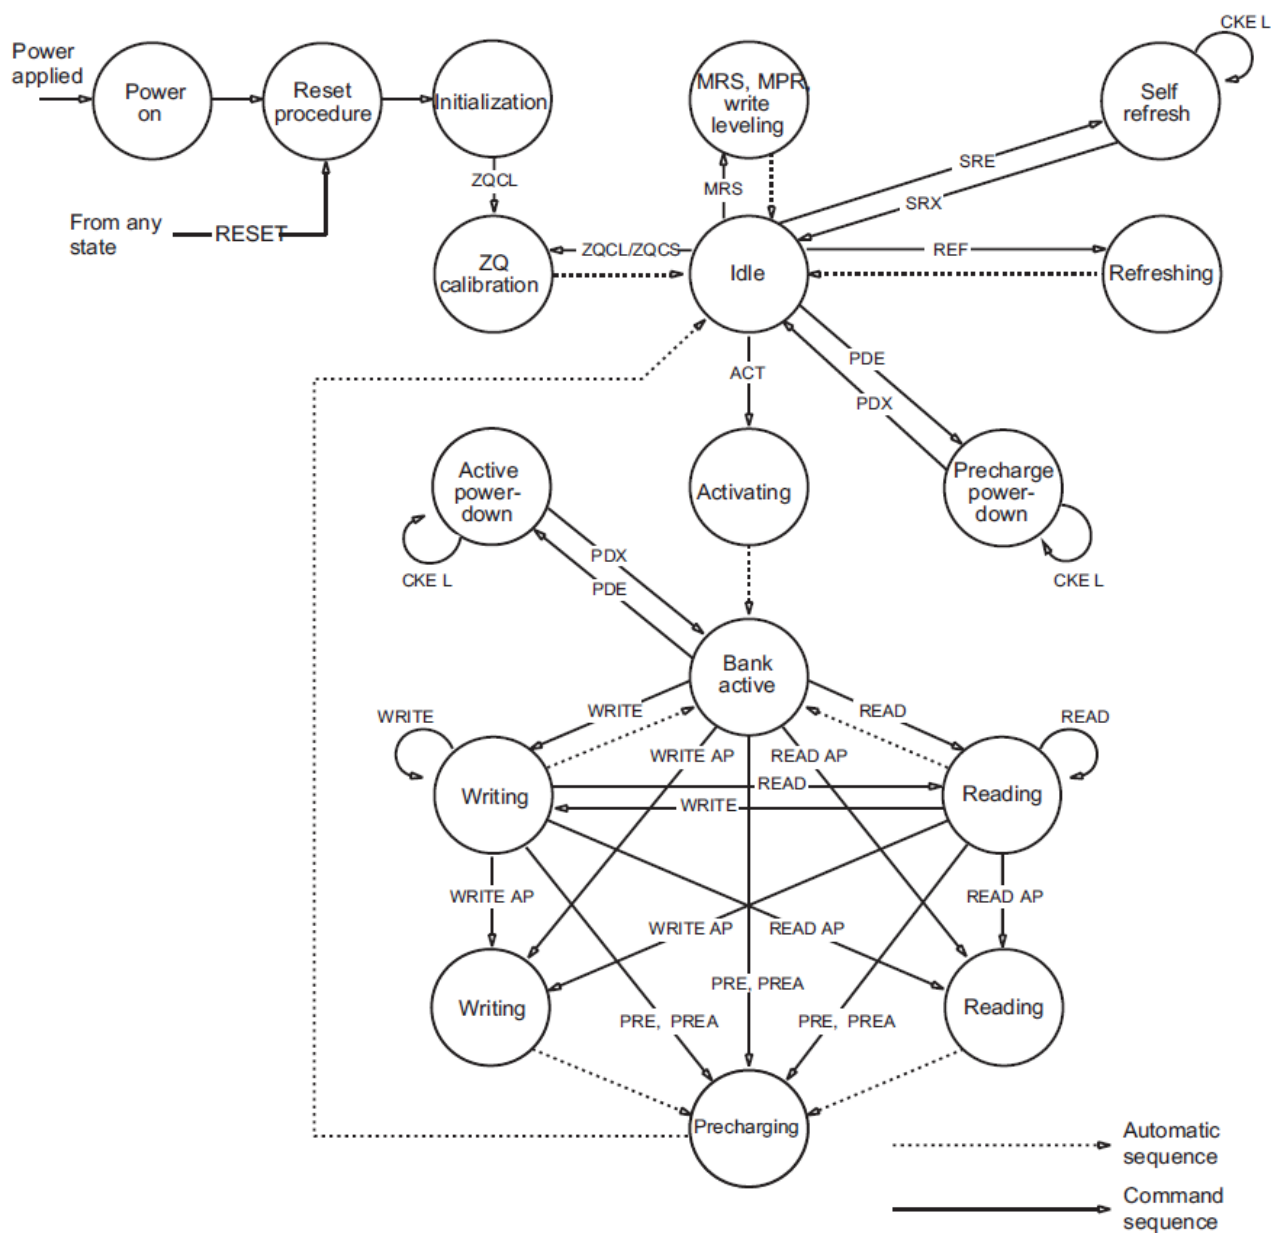 Power
applied
Power
on
Reset
procedure
Initialization
MRS, MPR,
write
leveling
Self
refresh
CKE L
ZQCL
MRS
SRE
SRX
From any
state
RESET
ZQ
calibration
ZQCL/ZQCS
Idle
REF
Refreshing
PDE
PDX
ACT
Active
power-
down
CKE L
Activating
Precharge
power-
down
CKE L
PDX
PDE
Bank
active
WRITE
WRITE
READ
READ
WRITE AP
READ AP
Writing
READ
WRITE
Reading
WRITE AP
READ AP
WRITE AP
READ AP
Writing
PRE, PREA
PRE, PREA
PRE, PREA
Reading
Precharging
Automatic
sequence
Command
sequence